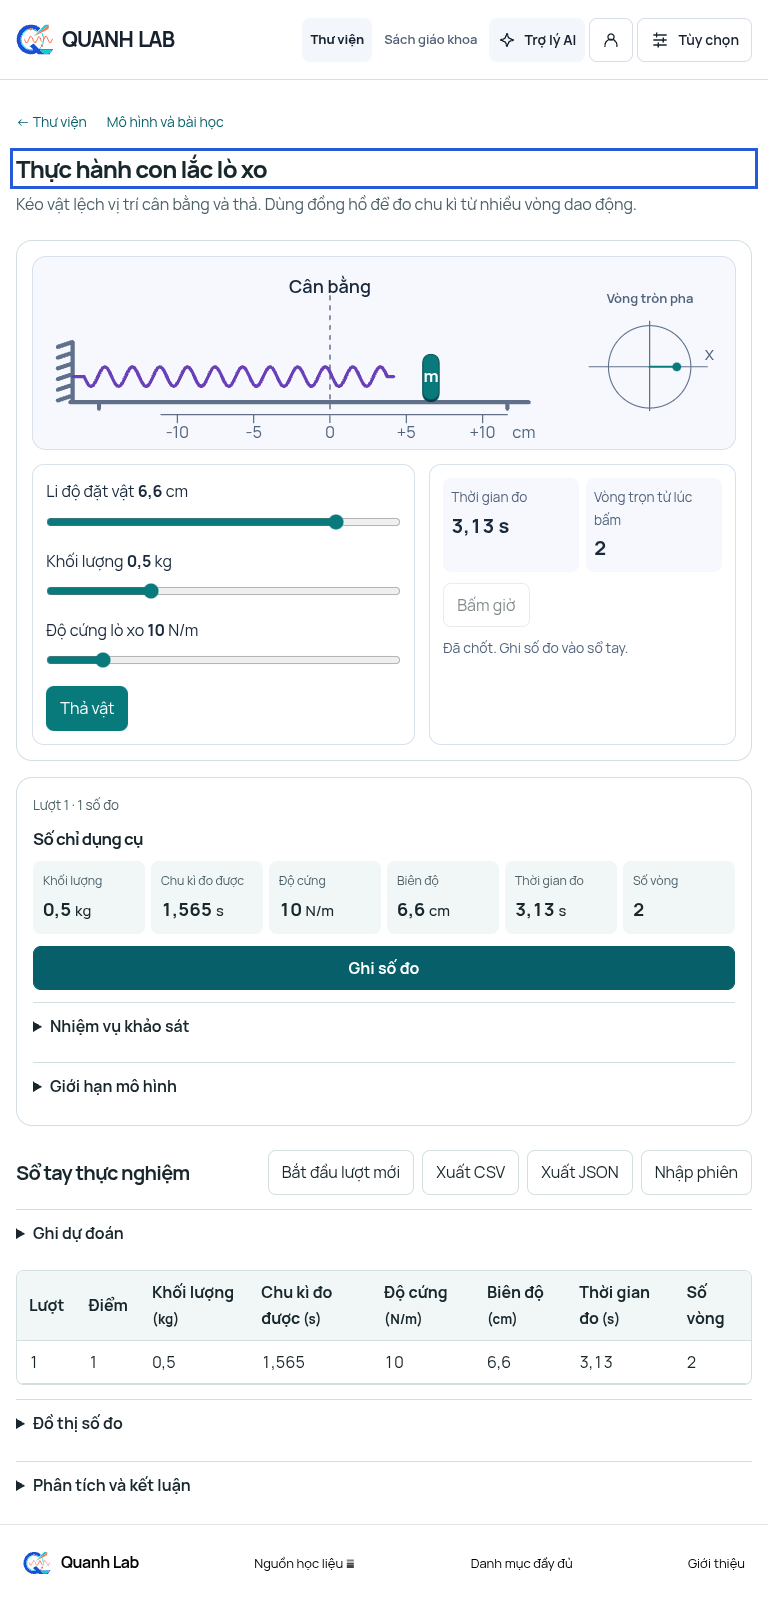 QUANH LAB
Thư viện
Sách giáo khoa
Trợ lý AI
Tùy chọn
← Thư viện
Mô hình và bài học
Thực hành con lắc lò xo
Kéo vật lệch vị trí cân bằng và thả. Dùng đồng hồ để đo chu kì từ nhiều vòng dao động.
Cân bằng
Vòng tròn pha
X
m
-10 -5 0 +5 +10 cm
Li độ đặt vật 6,6 cm
Khối lượng 0,5 kg
Độ cứng lò xo 10 N/m
Thả vật
Thời gian đo
3,13 s
Vòng trọn từ lúc
bấm
2
Bấm giờ
Đã chốt. Ghi số đo vào sổ tay.
Lượt 1 · 1 số đo
Số chỉ dụng cụ
Khối lượng
0,5 kg
Chu kì đo được
1,565 s
Độ cứng
10 N/m
Biên độ
6,6 cm
Thời gian đo
3,13 s
Số vòng
2
Ghi số đo
Nhiệm vụ khảo sát
Giới hạn mô hình
Sổ tay thực nghiệm
Bắt đầu lượt mới
Xuất CSV
Xuất JSON
Nhập phiên
Ghi dự đoán
Lượt
Điểm
Khối lượng
(kg)
Chu kì đo
được (s)
Độ cứng
(N/m)
Biên độ
(cm)
Thời gian
đo (s)
Số
vòng
1 1 0,5 1,565 10 6,6 3,13 2
Đồ thị số đo
Phân tích và kết luận
Quanh Lab
Nguồn học liệu
Danh mục đầy đủ
Giới thiệu